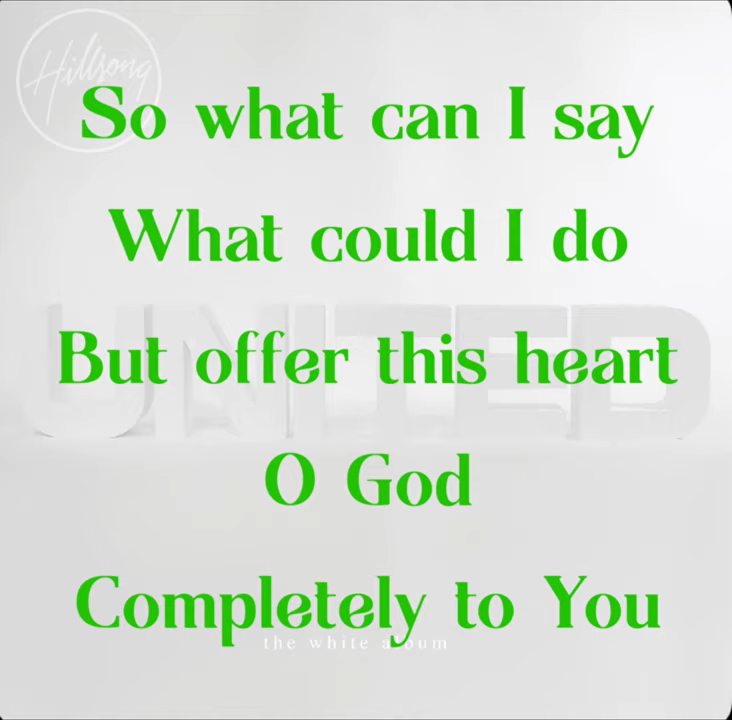 Hillsong
So what can I say
What could I do
UNITED
But offer this heart
O God
Completely to You
the white album